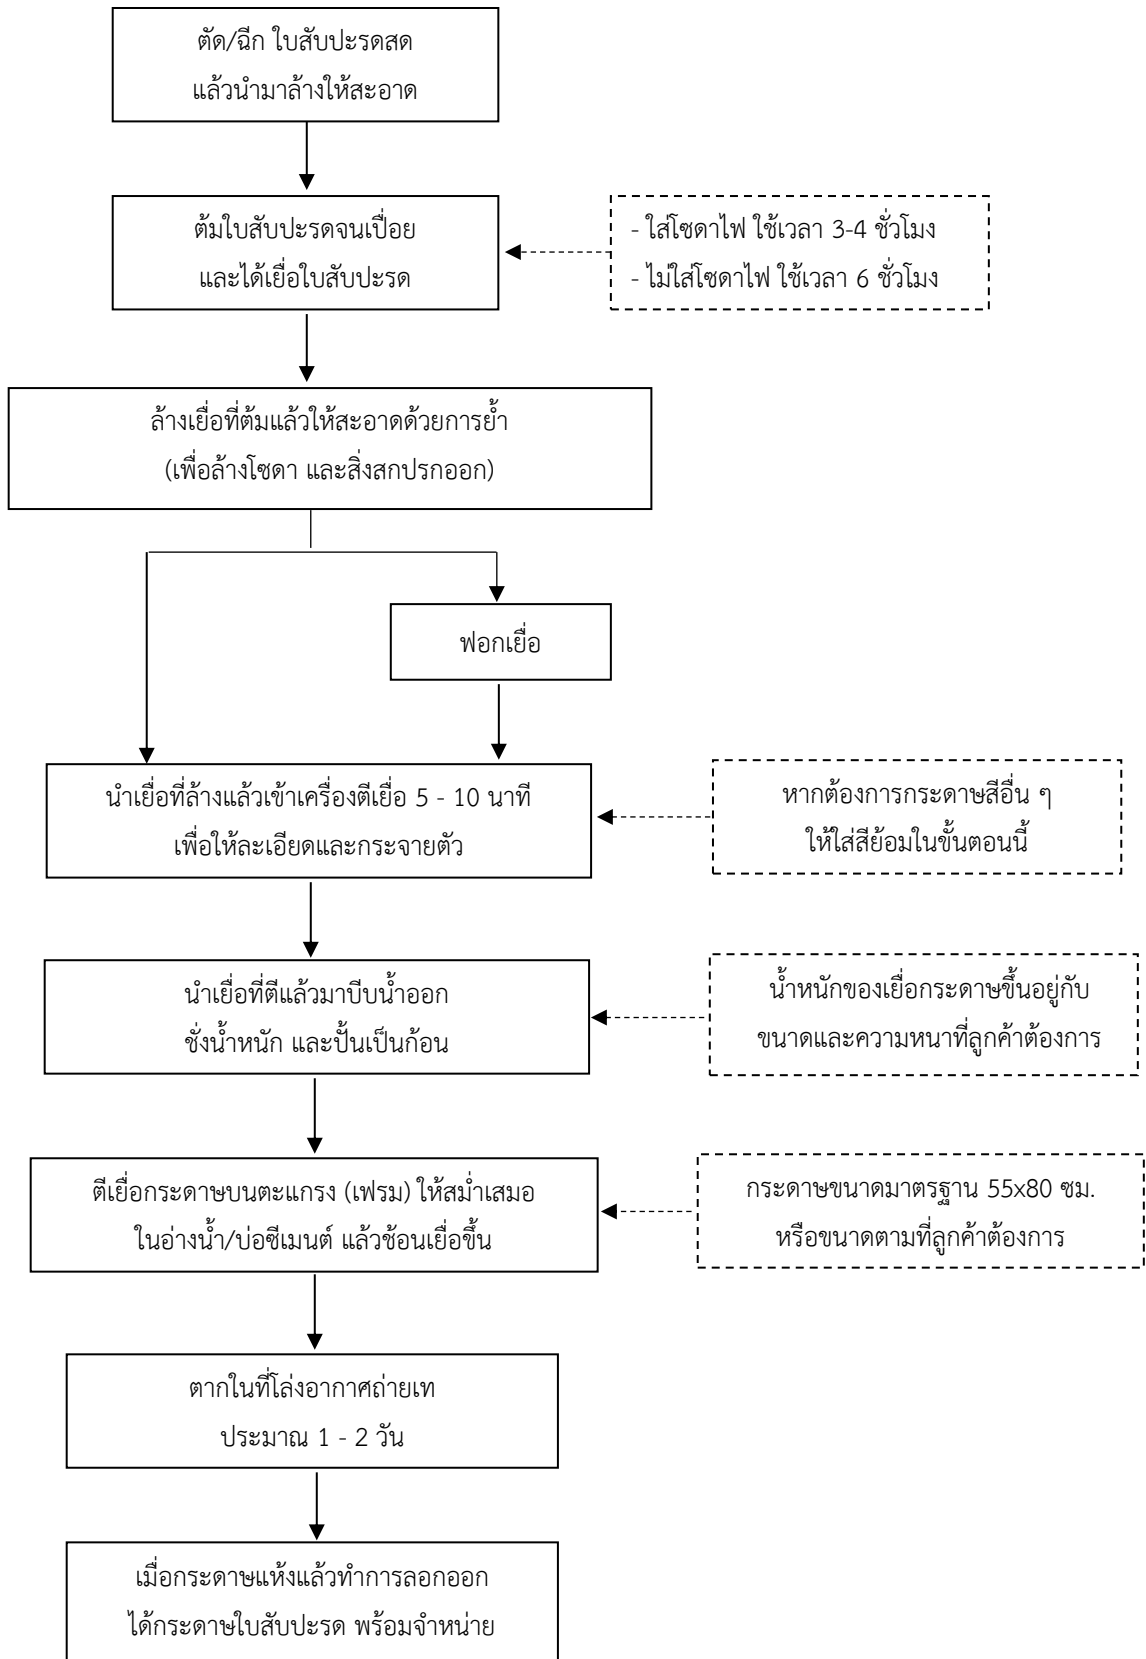 ตัด/ฉีก ใบสับปะรดสด
แล้วนำมาล้างให้สะอาด
ต้มใบสับปะรดจนเปื่อย
และได้เยื่อใบสับปะรด
- ใส่โซดาไฟ ใช้เวลา 3-4 ชั่วโมง
- ไม่ใส่โซดาไฟ ใช้เวลา 6 ชั่วโมง
ล้างเยื่อที่ต้มแล้วให้สะอาดด้วยการย้ำ
(เพื่อล้างโซดา และสิ่งสกปรกออก)
ฟอกเยื่อ
นำเยื่อที่ล้างแล้วเข้าเครื่องตีเยื่อ 5 - 10 นาที
เพื่อให้ละเอียดและกระจายตัว
หากต้องการกระดาษสีอื่น ๆ
ให้ใส่สีย้อมในขั้นตอนนี้
นำเยื่อที่ตีแล้วมาบีบน้ำออก
ชั่งน้ำหนัก และปั้นเป็นก้อน
น้ำหนักของเยื่อกระดาษขึ้นอยู่กับ
ขนาดและความหนาที่ลูกค้าต้องการ
ตีเยื่อกระดาษบนตะแกรง (เฟรม) ให้สม่ำเสมอ
ในอ่างน้ำ/บ่อซีเมนต์ แล้วช้อนเยื่อขึ้น
กระดาษขนาดมาตรฐาน 55x80 ซม.
หรือขนาดตามที่ลูกค้าต้องการ
ตากในที่โล่งอากาศถ่ายเท
ประมาณ 1 - 2 วัน
เมื่อกระดาษแห้งแล้วทำการลอกออก
ได้กระดาษใบสับปะรด พร้อมจำหน่าย